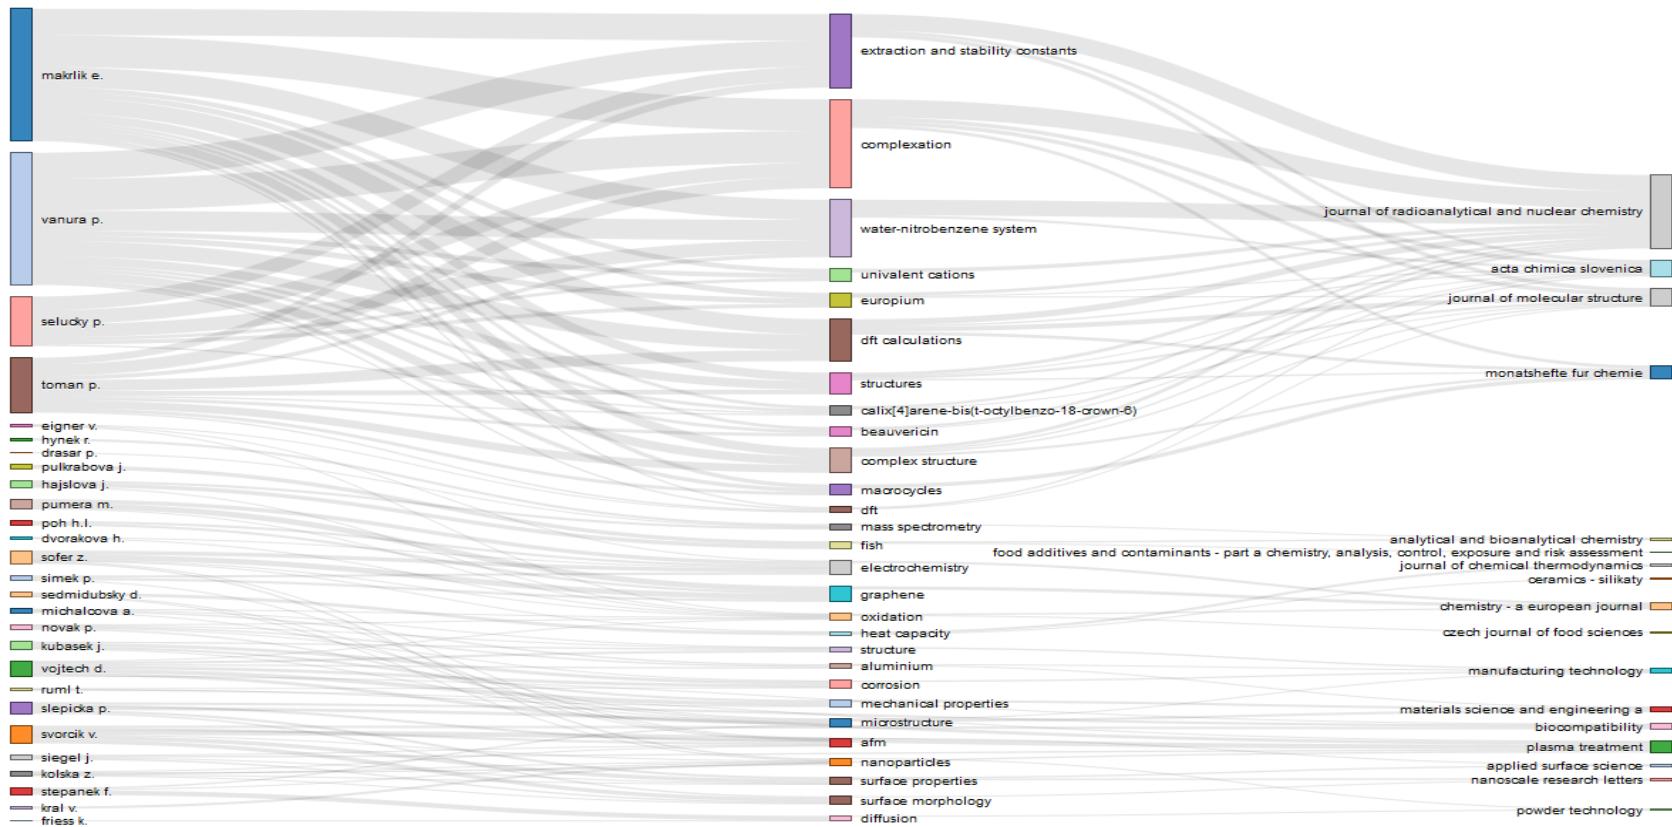 makrlik e.
vanura p.
selucky p.
toman p.
eigner v.
hynek r.
drasar p.
pulkrabova j.
hajslova j.
pumera m.
poh h.l.
dvorakova h.
sofer z.
simek p.
sedmidubsky d.
michalcova a.
novak p.
kubasek j.
vojtech d.
ruml t.
slepicka p.
svorcik v.
siegel j.
kolska z.
stepanek f.
kral v.
friess k.
extraction and stability constants
complexation
water-nitrobenzene system
univalent cations
europium
dft calculations
structures
calix[4]arene-bis(t-octylbenzo-18-crown-6)
beauvericin
complex structure
macrocycles
dft
mass spectrometry
fish
electrochemistry
graphene
oxidation
heat capacity
structure
aluminium
corrosion
mechanical properties
microstructure
afm
nanoparticles
surface properties
surface morphology
diffusion
journal of radioanalytical and nuclear chemistry
acta chimica slovenica
journal of molecular structure
monatshefte fur chemie
analytical and bioanalytical chemistry
food additives and contaminants - part a chemistry, analysis, control, exposure and risk assessment
journal of chemical thermodynamics
ceramics - silikaty
chemistry - a european journal
czech journal of food sciences
manufacturing technology
materials science and engineering a
biocompatibility
plasma treatment
applied surface science
nanoscale research letters
powder technology